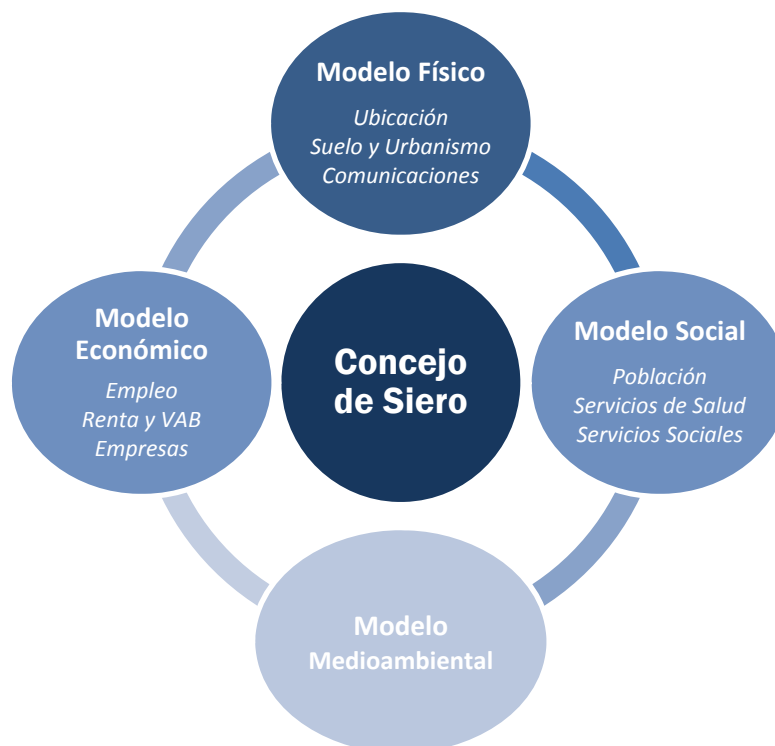 Modelo Físico
Ubicación
Suelo y Urbanismo
Comunicaciones
Modelo
Económico
Empleo
Renta y VAB
Empresas
Concejo
de Siero
Modelo Social
Población
Servicios de Salud
Servicios Sociales
Modelo
Medioambiental